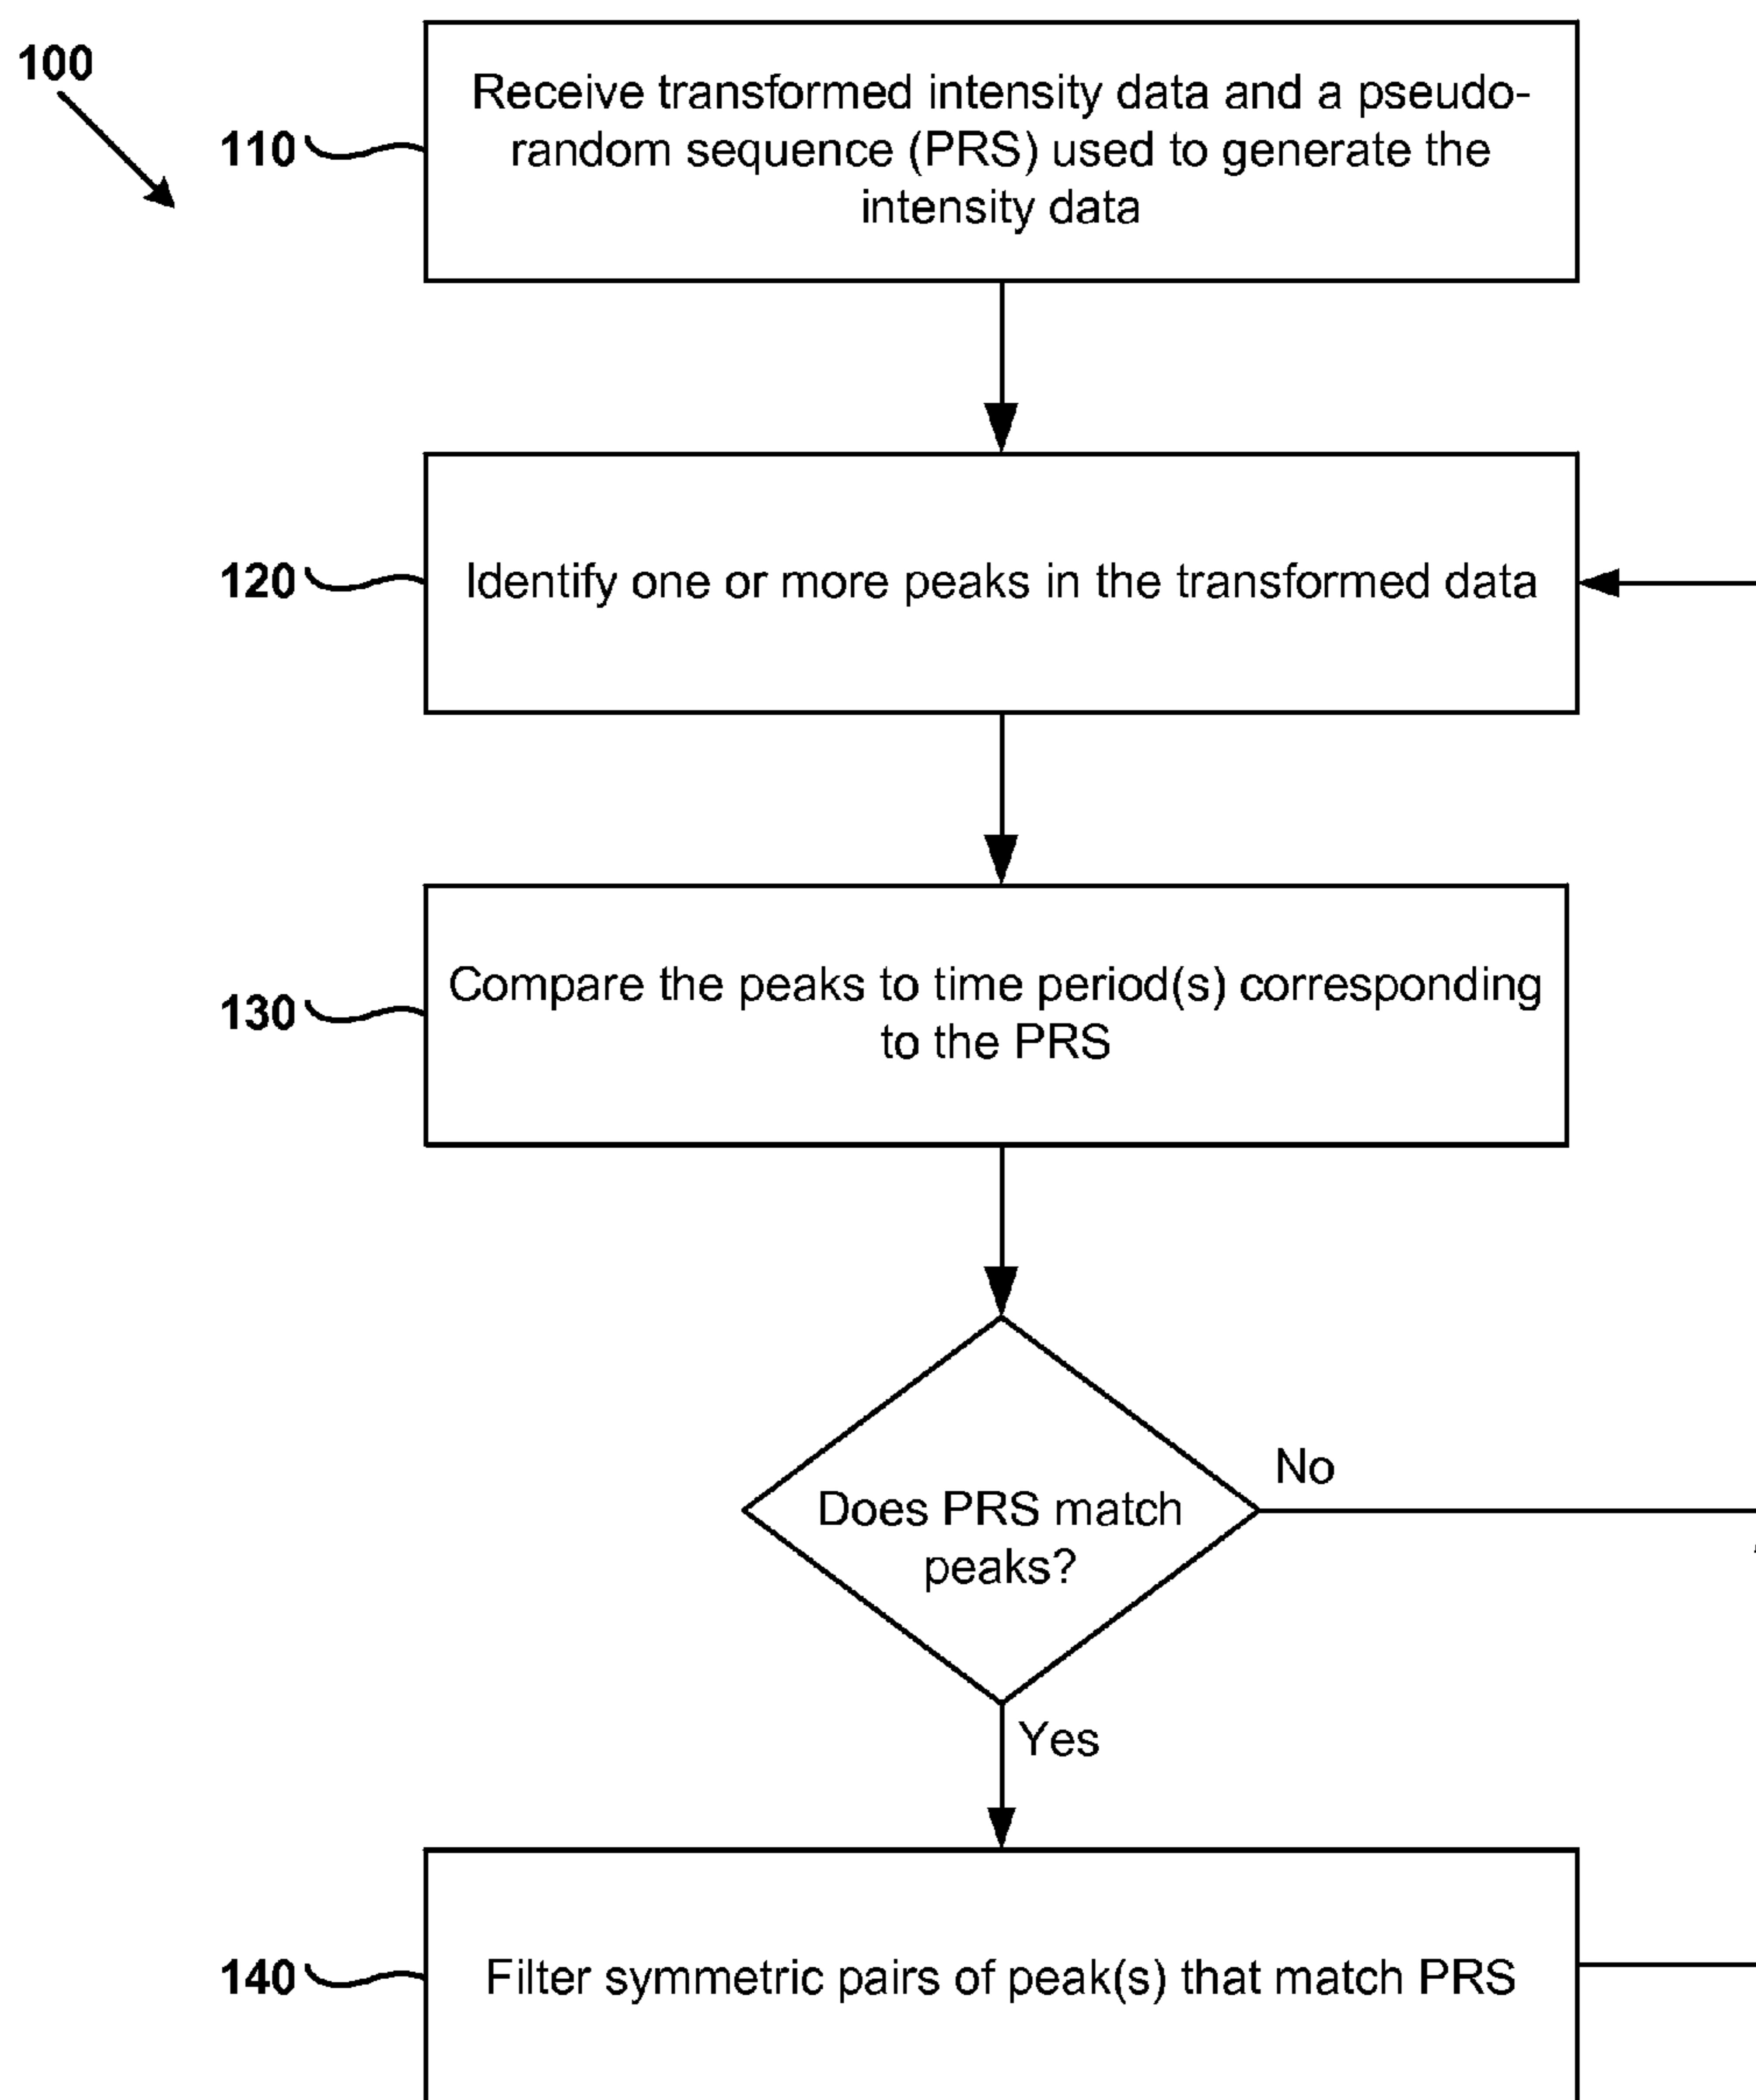 100
110
Receive transformed intensity data and a pseudo-
random sequence (PRS) used to generate the
intensity data
120
Identify one or more peaks in the transformed data
130
Compare the peaks to time period(s) corresponding
to the PRS
No
Does PRS match
peaks?
Yes
140
Filter symmetric pairs of peak(s) that match PRS